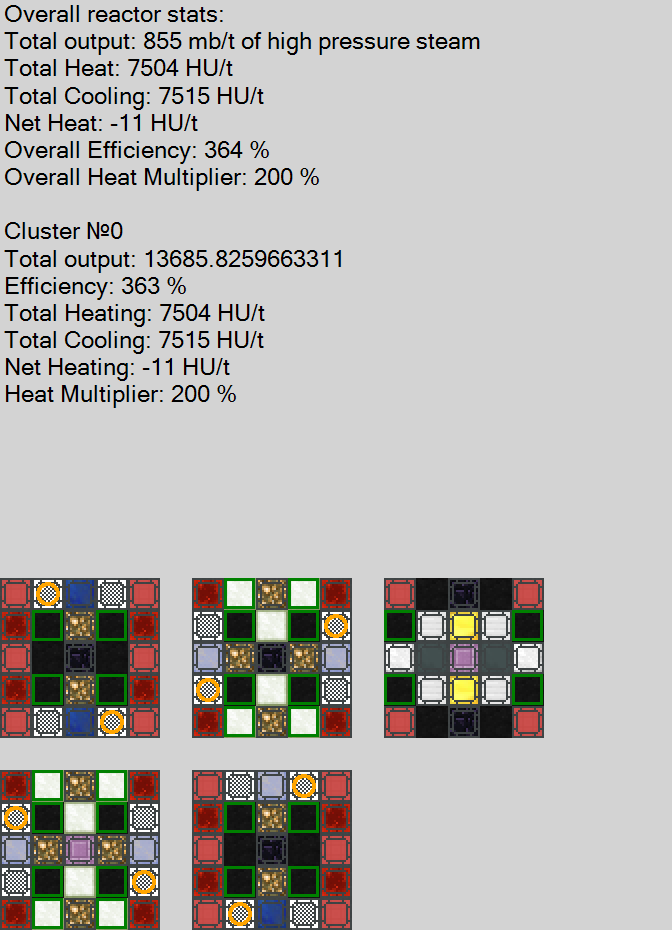 Overall reactor stats:
Total output: 855 mb/t of high pressure steam
Total Heat: 7504 HU/t
Total Cooling: 7515 HU/t
Net Heat: -11 HU/t
Overall Efficiency: 364 %
Overall Heat Multiplier: 200 %
Cluster №0
Total output: 13685.8259663311
Efficiency: 363 %
Total Heating: 7504 HU/t
Total Cooling: 7515 HU/t
Net Heating: -11 HU/t
Heat Multiplier: 200 %